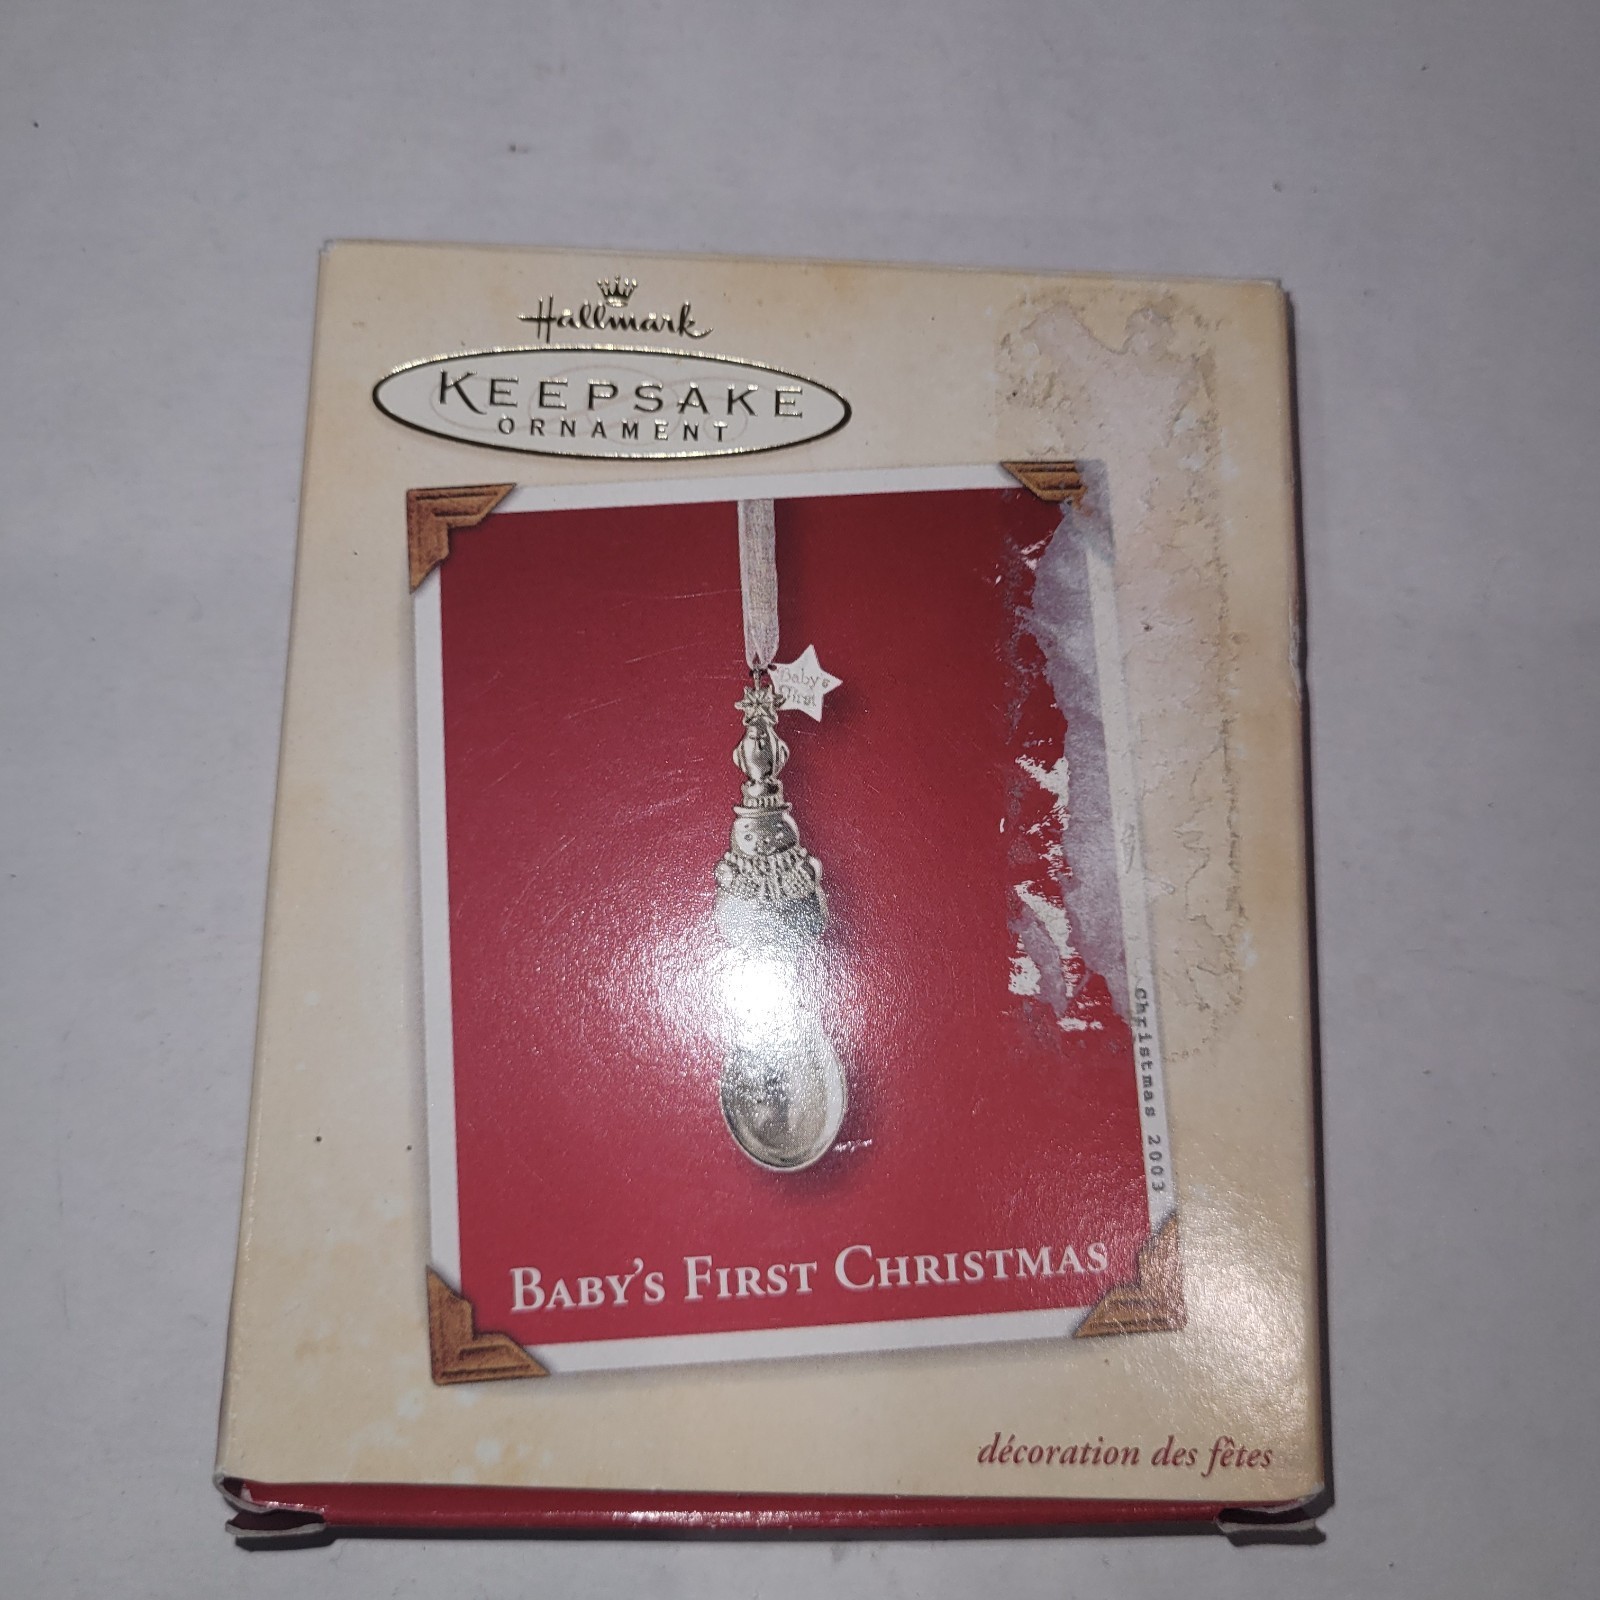 Hallmark
KEEPSAKE
ORNAMENT
Baby's
First
Christmas 2003
BABY'S FIRST CHRISTMAS
décoration des fêtes